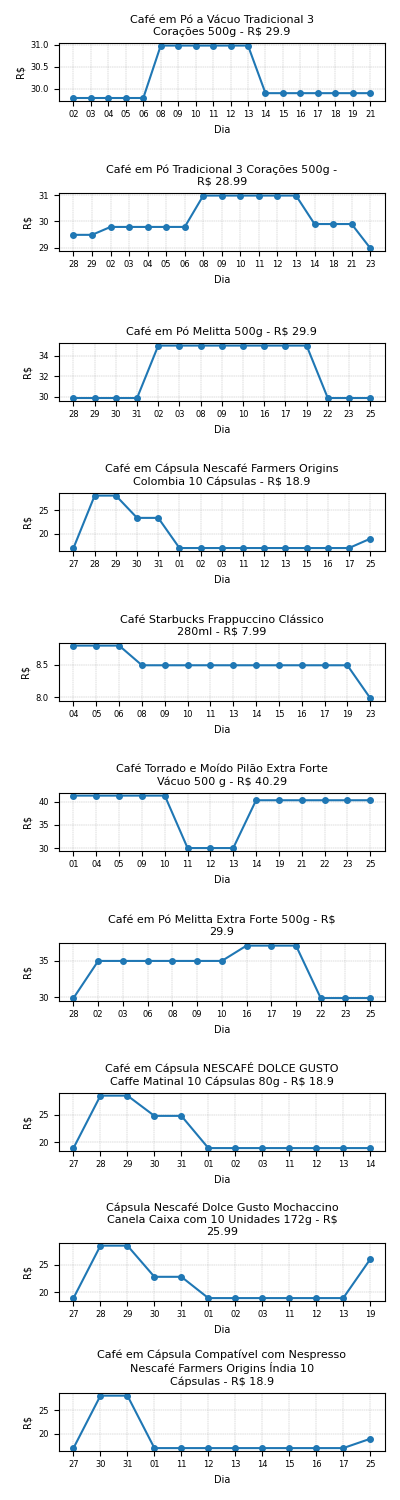 Café em Pó a Vácuo Tradicional 3
Corações 500g - R$ 29.9
31.0
30.5
30.0
R$
02 03 04 05 06 08 09 10 11 12 13 14 15 16 17 18 19 21
Dia
Café em Pó Tradicional 3 Corações 500g -
R$ 28.99
31
30
29
R$
28 29 02 03 04 05 06 08 09 10 11 12 13 14 18 21 23
Dia
Café em Pó Melitta 500g - R$ 29.9
34
32
30
R$
28 29 30 31 02 03 08 09 10 16 17 19 22 23 25
Dia
Café em Cápsula Nescafé Farmers Origins
Colombia 10 Cápsulas - R$ 18.9
25
20
R$
27 28 29 30 31 01 02 03 11 12 13 14 16 17 25
Dia
Café Starbucks Frappuccino Clássico
280ml - R$ 7.99
8.5
8.0
R$
04 05 06 08 09 10 11 13 14 15 16 17 19 23
Dia
Café Torrado e Moído Pilão Extra Forte
Vácuo 500 g - R$ 40.29
40
35
30
R$
01 04 05 09 10 11 12 13 14 19 21 22 23 25
Dia
Café em Pó Melitta Extra Forte 500g - R$
29.9
35
30
R$
28 02 03 06 08 09 10 16 17 19 22 23 25
Dia
Café em Cápsula NESCAFÉ DOLCE GUSTO
Caffe Matinal 10 Cápsulas 80g - R$ 18.9
25
20
R$
27 28 29 30 31 01 02 03 11 12 13 14
Dia
Cápsula Nescafé Dolce Gusto Mochaccino
Canela Caixa com 10 Unidades 172g - R$
25.99
25
20
R$
27 28 29 30 31 01 02 03 11 12 13 19
Dia
Café em Cápsula Compatível com Nespresso
Nescafé Farmers Origins Índia 10
Cápsulas - R$ 18.9
25
20
R$
27 30 31 01 11 12 13 14 15 16 17 25
Dia